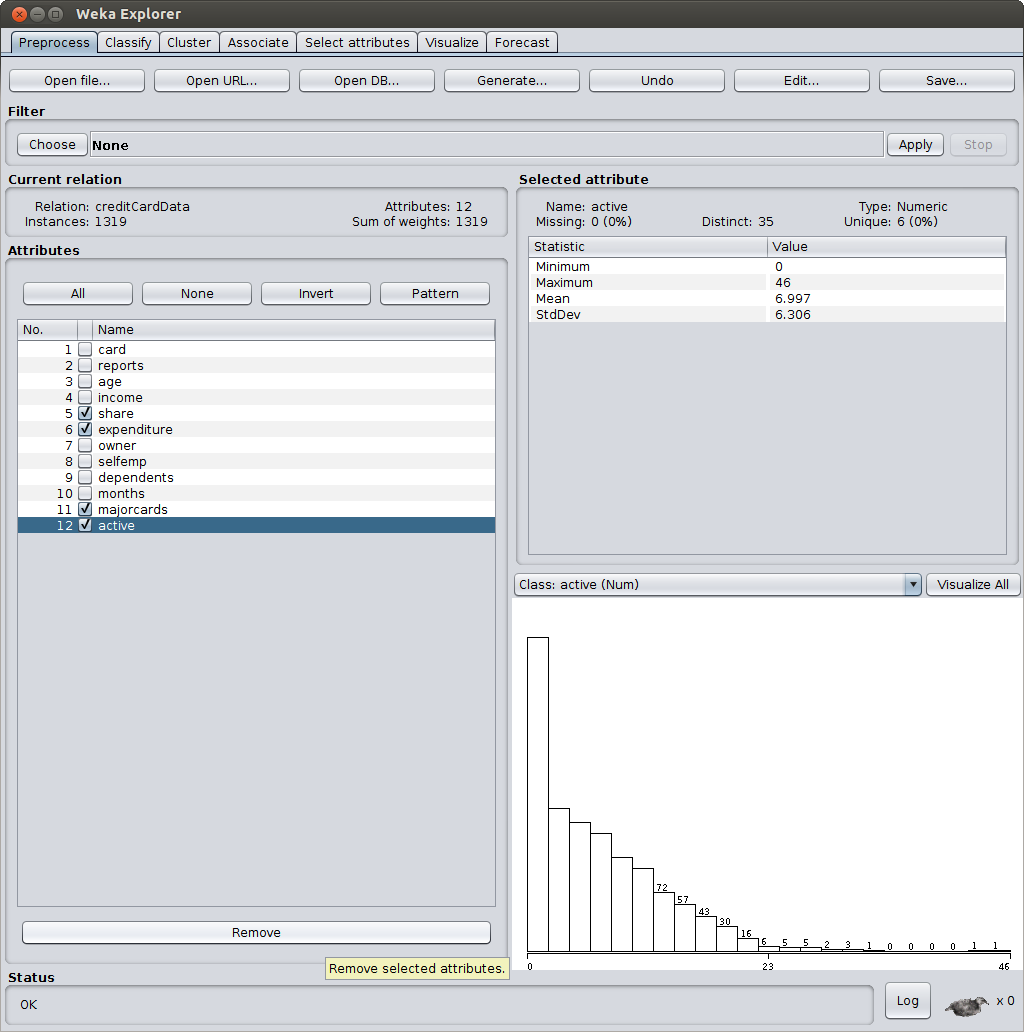 Weka Explorer
Preprocess Classify Cluster Associate Select attributes Visualize Forecast
Open file... Open URL... Open DB... Generate... Undo Edit... Save...
Filter
Choose None Apply Stop
Current relation
Relation: creditCardData Attributes: 12
Instances: 1319 Sum of weights: 1319
Attributes
All None Invert Pattern
No. Name
1 card
2 reports
3 age
4 income
5 share
6 expenditure
7 owner
8 selfemp
9 dependents
10 months
11 majorcards
12 active
Remove
Remove selected attributes.
Selected attribute
Name: active Type: Numeric
Missing: 0 (0%) Distinct: 35 Unique: 6 (0%)
Statistic Value
Minimum 0
Maximum 46
Mean 6.997
StdDev 6.306
Class: active (Num) Visualize All
72 57 43 30 16 6 5 5 2 3 1 0 0 0 0 1 1
0 23 46
Status
OK Log x 0